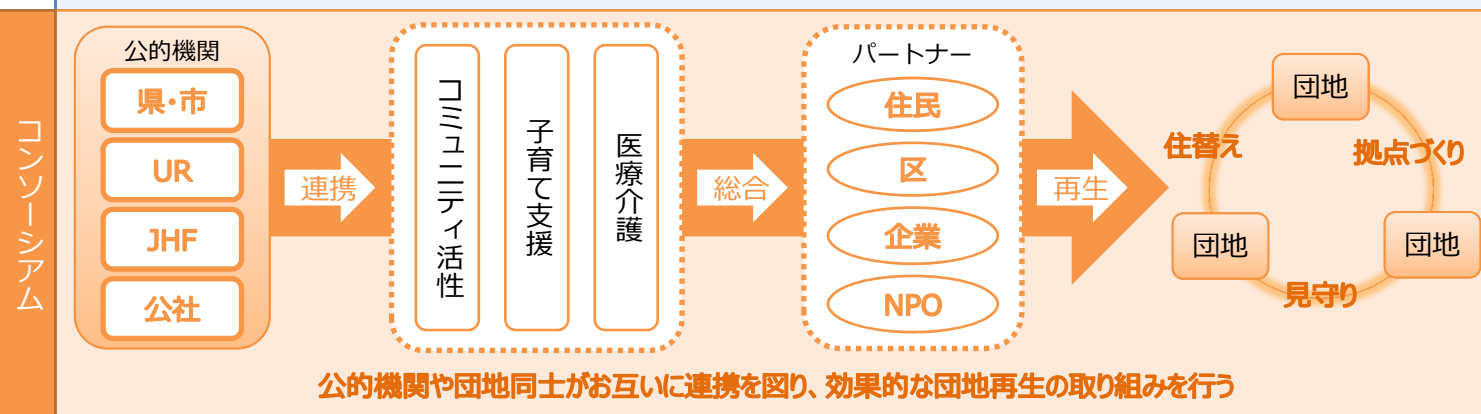 コンソーシアム
公的機関
県・市
UR
JHF
公社
連携
コミュニティ活性
子育て支援
医療介護
総合
パートナー
住民
区
企業
NPO
再生
団地
住替え
拠点づくり
団地
団地
見守り
公的機関や団地同士がお互いに連携を図り、効果的な団地再生の取り組みを行う